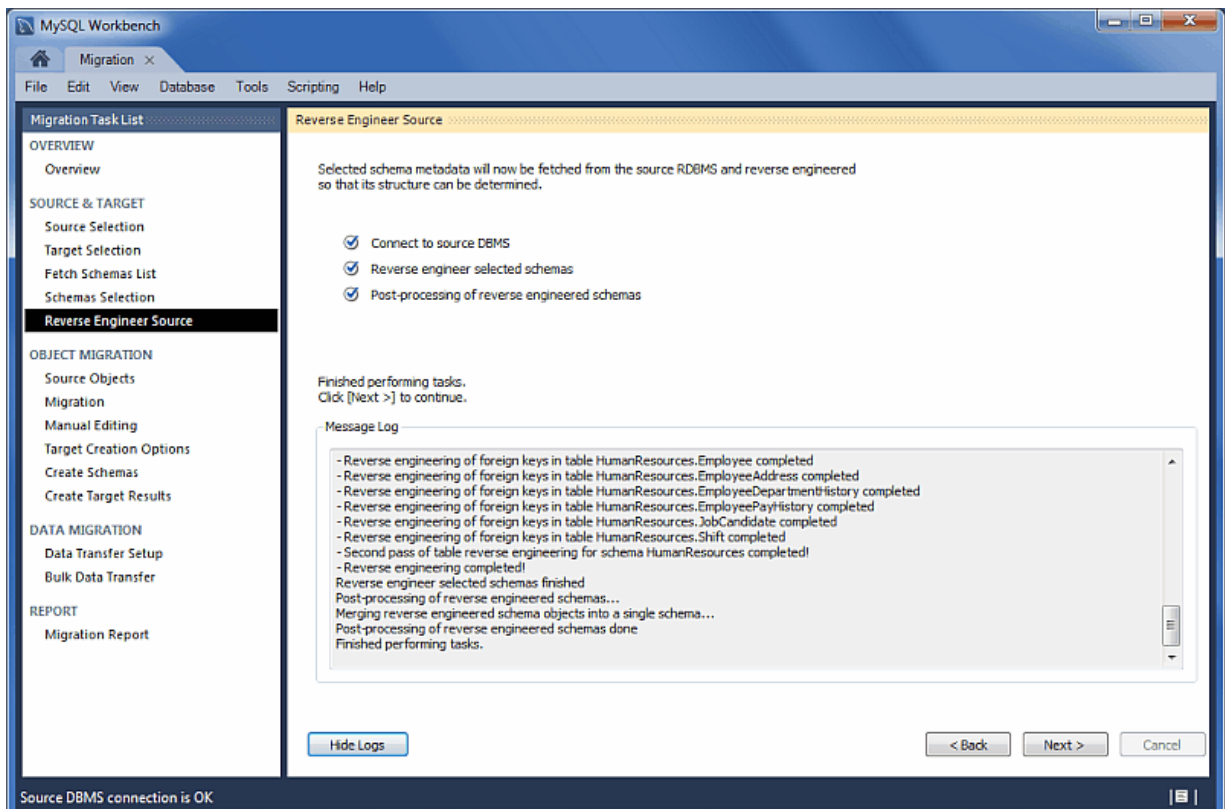 MySQL Workbench
Migration
File Edit View Database Tools Scripting Help
Migration Task List
OVERVIEW
Overview
SOURCE & TARGET
Source Selection
Target Selection
Fetch Schemas List
Schemas Selection
Reverse Engineer Source
OBJECT MIGRATION
Source Objects
Migration
Manual Editing
Target Creation Options
Create Schemas
Create Target Results
DATA MIGRATION
Data Transfer Setup
Bulk Data Transfer
REPORT
Migration Report
Reverse Engineer Source
Selected schema metadata will now be fetched from the source RDBMS and reverse engineered
so that its structure can be determined.
Connect to source DBMS
Reverse engineer selected schemas
Post-processing of reverse engineered schemas
Finished performing tasks.
Click [Next >] to continue.
Message Log
- Reverse engineering of foreign keys in table HumanResources.Employee completed
- Reverse engineering of foreign keys in table HumanResources.EmployeeAddress completed
- Reverse engineering of foreign keys in table HumanResources.EmployeeDepartmentHistory completed
- Reverse engineering of foreign keys in table HumanResources.EmployeePayHistory completed
- Reverse engineering of foreign keys in table HumanResources.JobCandidate completed
- Reverse engineering of foreign keys in table HumanResources.Shift completed
- Second pass of table reverse engineering for schema HumanResources completed!
- Reverse engineering completed!
Reverse engineer selected schemas finished
Post-processing of reverse engineered schemas...
Merging reverse engineered schema objects into a single schema...
Post-processing of reverse engineered schemas done
Finished performing tasks.
Hide Logs
< Back
Next >
Cancel
Source DBMS connection is OK